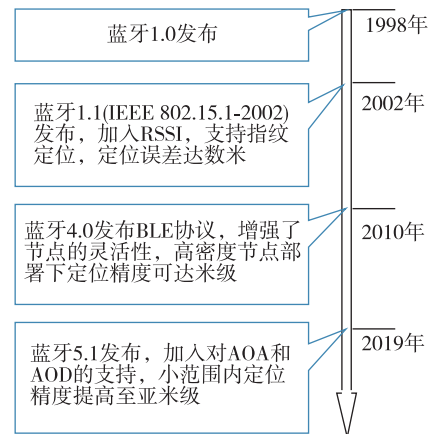 蓝牙1.0发布
1998年
蓝牙1.1(IEEE 802.15.1-2002)
发布，加入RSSI，支持指纹
定位，定位误差达数米
2002年
蓝牙4.0发布BLE协议，增强了
节点的灵活性，高密度节点部
署下定位精度可达米级
2010年
蓝牙5.1发布，加入对AOA和
AOD的支持，小范围内定位
精度提高至亚米级
2019年